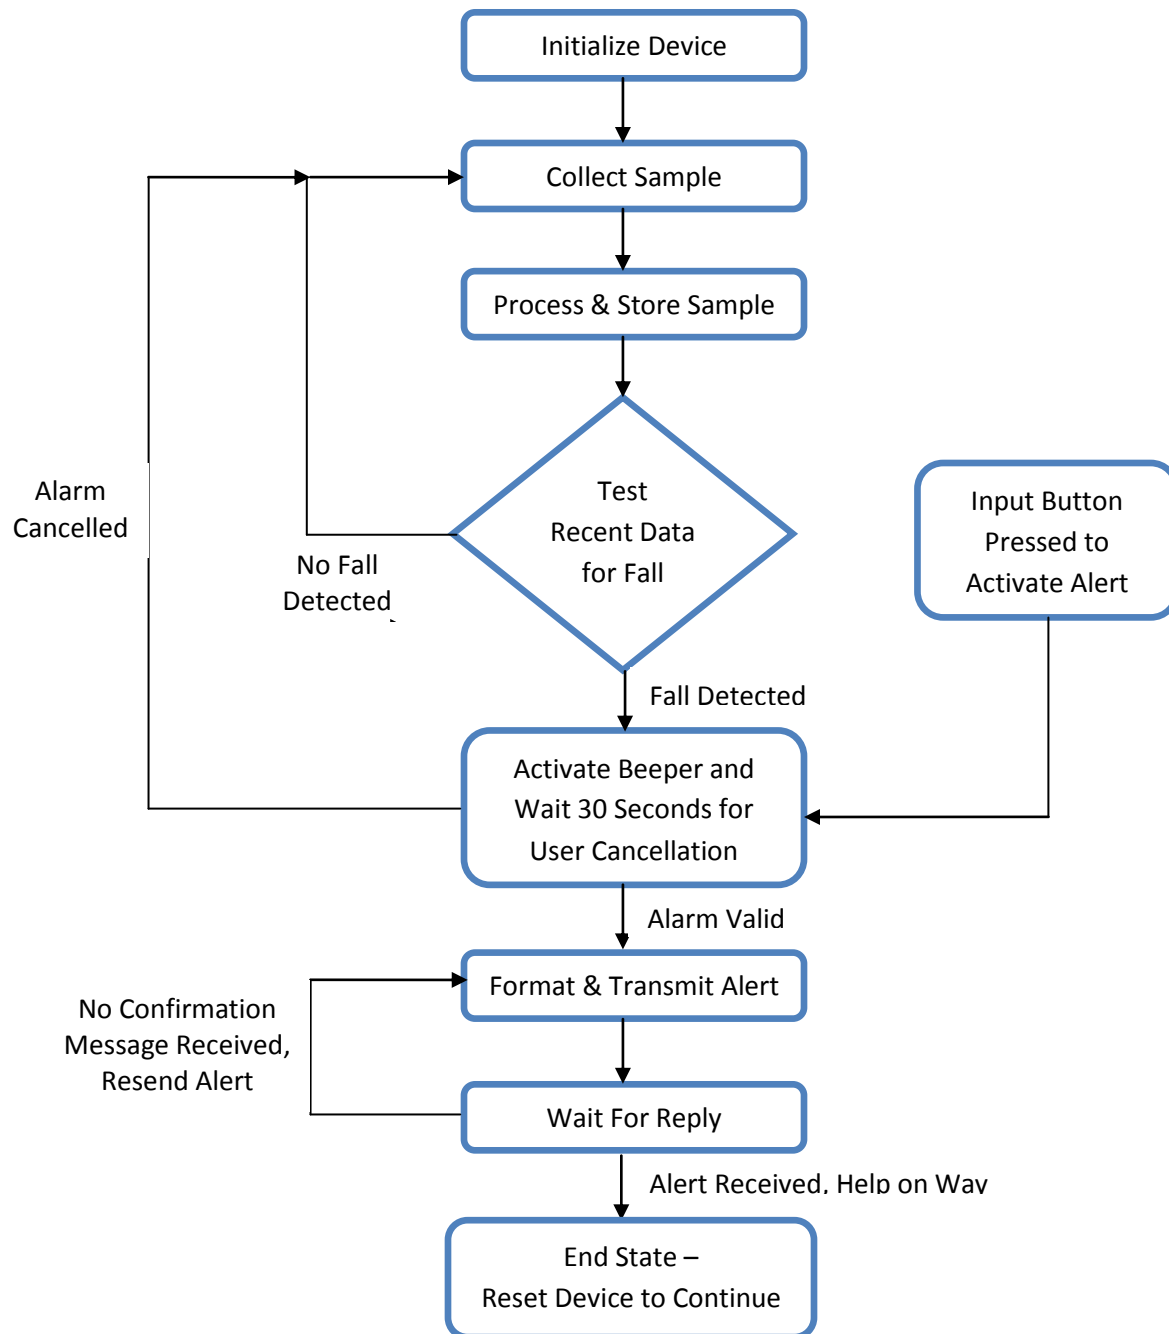 Initialize Device
Collect Sample
Process & Store Sample
Test
Recent Data
for Fall
Alarm
Cancelled
No Fall
Detected
Input Button
Pressed to
Activate Alert
Fall Detected
Activate Beeper and
Wait 30 Seconds for
User Cancellation
Alarm Valid
Format & Transmit Alert
No Confirmation
Message Received,
Resend Alert
Wait For Reply
Alert Received, Help on Way
End State –
Reset Device to Continue